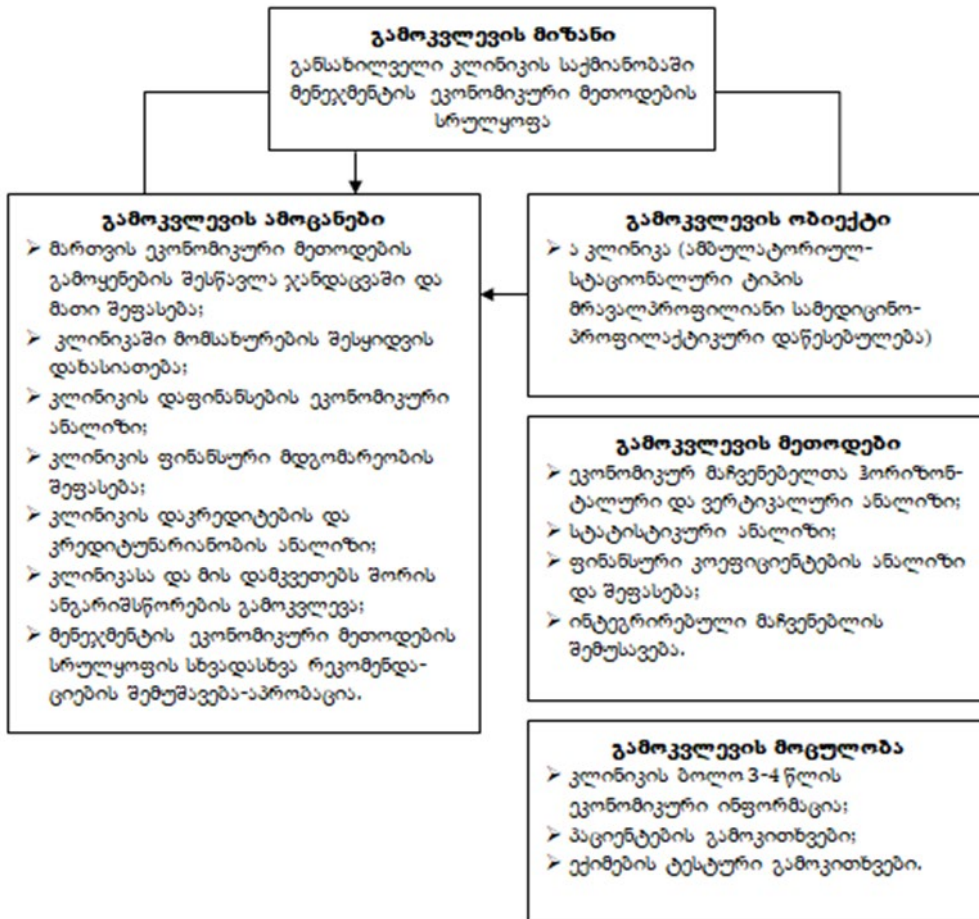 გამოკვლევის მიზანი
განსახილველი კლინიკის საქმიანობაში
მენეჯმენტის ეკონომიკური მეთოდების
სრულყოფა
გამოკვლევის ამოცანები
➢ მართვის ეკონომიკური მეთოდების
გამოყენების შესწავლა ჯანდაცვაში და
მათი შეფასება;
➢ კლინიკაში მომსახურების შესყიდვის
დახასიათება;
➢ კლინიკის დაფინანსების ეკონომიკური
ანალიზი;
➢ კლინიკის ფინანსური მდგომარეობის
შეფასება;
➢ კლინიკის დაკრედიტების და
კრედიტუნარიანობის ანალიზი;
➢ კლინიკასა და მის დამკვეთებს შორის
ანგარიშსწორების გამოკვლევა;
➢ მენეჯმენტის ეკონომიკური მეთოდების
სრულყოფის სხვადასხვა რეკომენდა-
ციების შემუშავება-აპრობაცია.
გამოკვლევის ობიექტი
➢ ა კლინიკა (ამბულატორიულ-
სტაციონალური ტიპის
მრავალპროფილიანი სამედიცინო-
პროფილაქტიკური დაწესებულება)
გამოკვლევის მეთოდები
➢ ეკონომიკურ მაჩვენებელთა ჰორიზონ-
ტალური და ვერტიკალური ანალიზი;
➢ სტატისტიკური ანალიზი;
➢ ფინანსური კოეფიციენტების ანალიზი
და შეფასება;
➢ ინტეგრირებული მაჩვენებლის
შემუსავება.
გამოკვლევის მოცულობა
➢ კლინიკის ბოლო 3-4 წლის
ეკონომიკური ინფორმაცია;
➢ პაციენტების გამოკითხვები;
➢ ექიმების ტესტური გამოკითხვები.